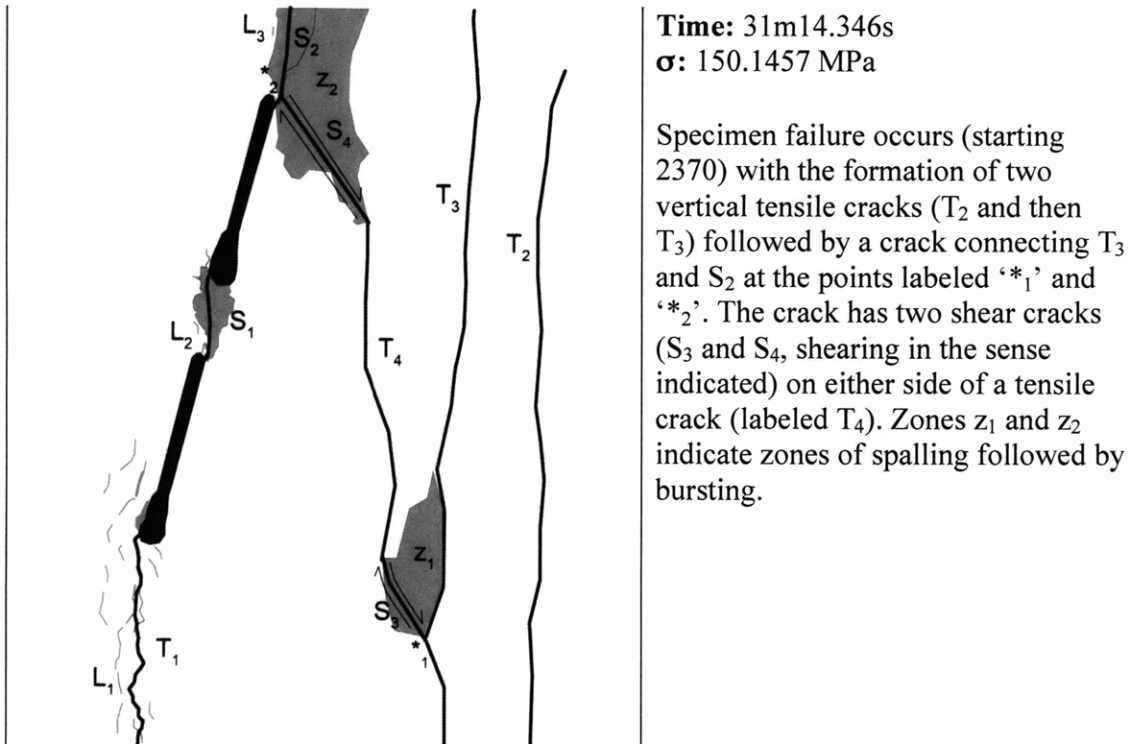 L₃
S₂
*₂
z₂
S₄
T₃
T₂
S₁
L₂
T₄
z₁
S₃
*₁
T₁
L₁
Time: 31m14.346s
σ: 150.1457 MPa
Specimen failure occurs (starting
2370) with the formation of two
vertical tensile cracks (T₂ and then
T₃) followed by a crack connecting T₃
and S₂ at the points labeled ‘*₁’ and
‘*₂’. The crack has two shear cracks
(S₃ and S₄, shearing in the sense
indicated) on either side of a tensile
crack (labeled T₄). Zones z₁ and z₂
indicate zones of spalling followed by
bursting.